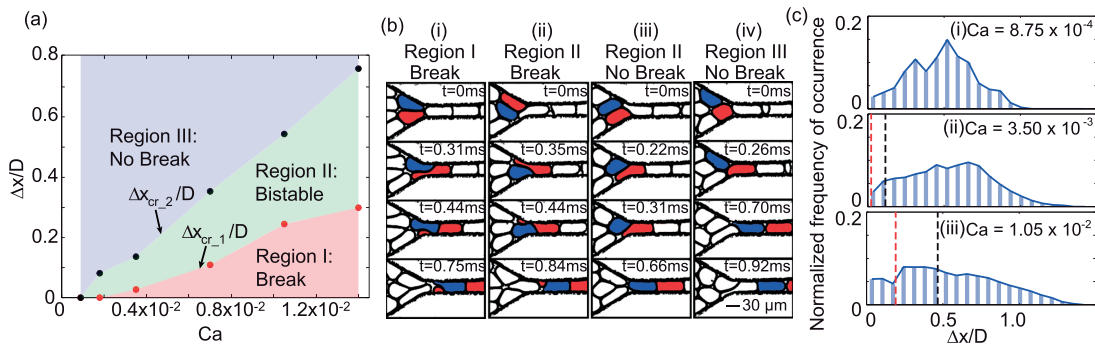 (a)
0.8
0.6
0.4
0.2
0
Δx/D
Region III:
No Break
Δx_cr_2/D
Region II:
Bistable
Δx_cr_1/D
Region I:
Break
0.4x10⁻²
0.8x10⁻²
1.2x10⁻²
Ca
(b)
(i)
Region I
Break
t=0ms
t=0.31ms
t=0.44ms
t=0.75ms
(ii)
Region II
Break
t=0ms
t=0.35ms
t=0.44ms
t=0.84ms
(iii)
Region II
No Break
t=0ms
t=0.22ms
t=0.31ms
t=0.66ms
(iv)
Region III
No Break
t=0ms
t=0.26ms
t=0.70ms
t=0.92ms
30 µm
(c)
Normalized frequency of occurrence
0.2
(i)Ca = 8.75 x 10⁻⁴
0
0.2
(ii)Ca = 3.50 x 10⁻³
0
0.2
(iii)Ca = 1.05 x 10⁻²
0
0
0.5
1.0
Δx/D